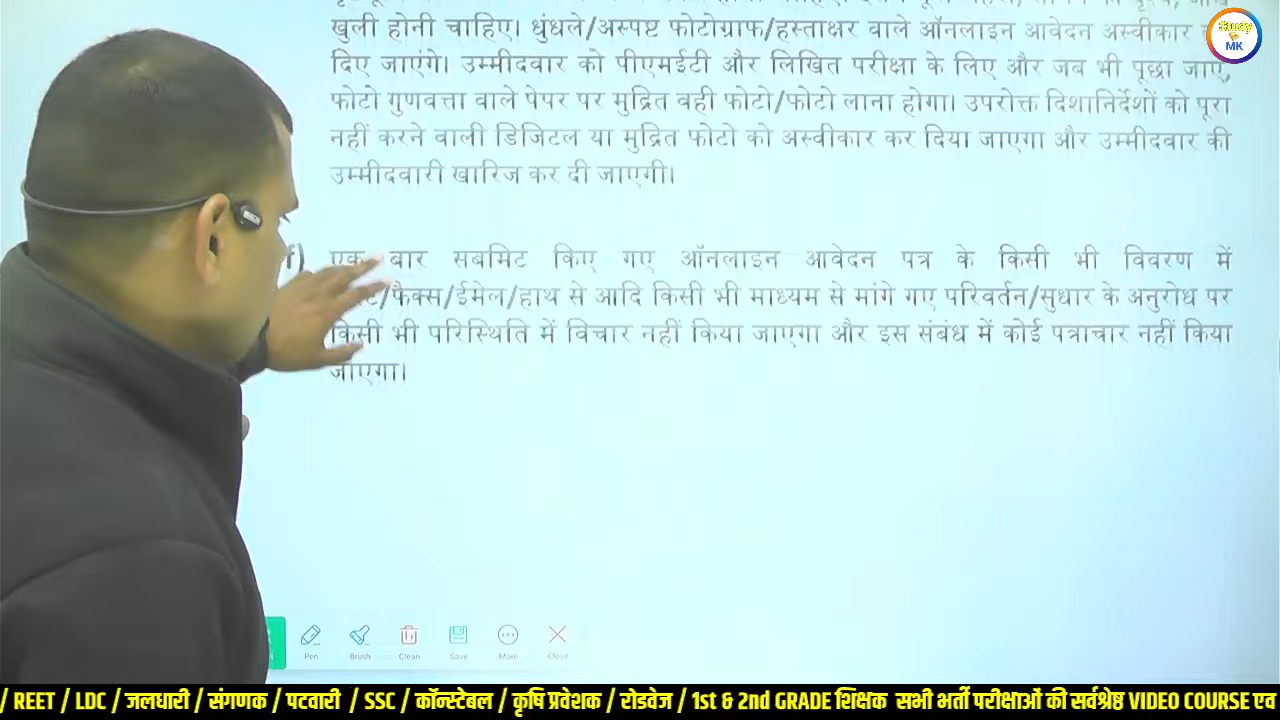 खुली होनी चाहिए। धुंधले/अस्पष्ट फोटोग्राफ/हस्ताक्षर वाले ऑनलाइन आवेदन अस्वीकार
दिए जाएंगे। उम्मीदवार को पीएमईटी और लिखित परीक्षा के लिए और जब भी पूछा जाए,
फोटो गुणवत्ता वाले पेपर पर मुद्रित वही फोटो/फोटो लाना होगा। उपरोक्त दिशानिर्देशों को पूरा
नहीं करने वाली डिजिटल या मुद्रित फोटो को अस्वीकार कर दिया जाएगा और उम्मीदवार की
उम्मीदवारी खारिज कर दी जाएगी।
f) एक बार सबमिट किए गए ऑनलाइन आवेदन पत्र के किसी भी विवरण में
/फैक्स/ईमेल/हाथ से आदि किसी भी माध्यम से मांगे गए परिवर्तन/सुधार के अनुरोध पर
किसी भी परिस्थिति में विचार नहीं किया जाएगा और इस संबंध में कोई पत्राचार नहीं किया
जाएगा।
Study
MK
Pen Brush Clean Save More Close
/ REET / LDC / जलधारी / संगणक / पटवारी / SSC / कॉन्स्टेबल / कृषि प्रवेशक / रोडवेज / 1st & 2nd GRADE शिक्षक सभी भर्ती परीक्षाओं की सर्वश्रेष्ठ VIDEO COURSE एव